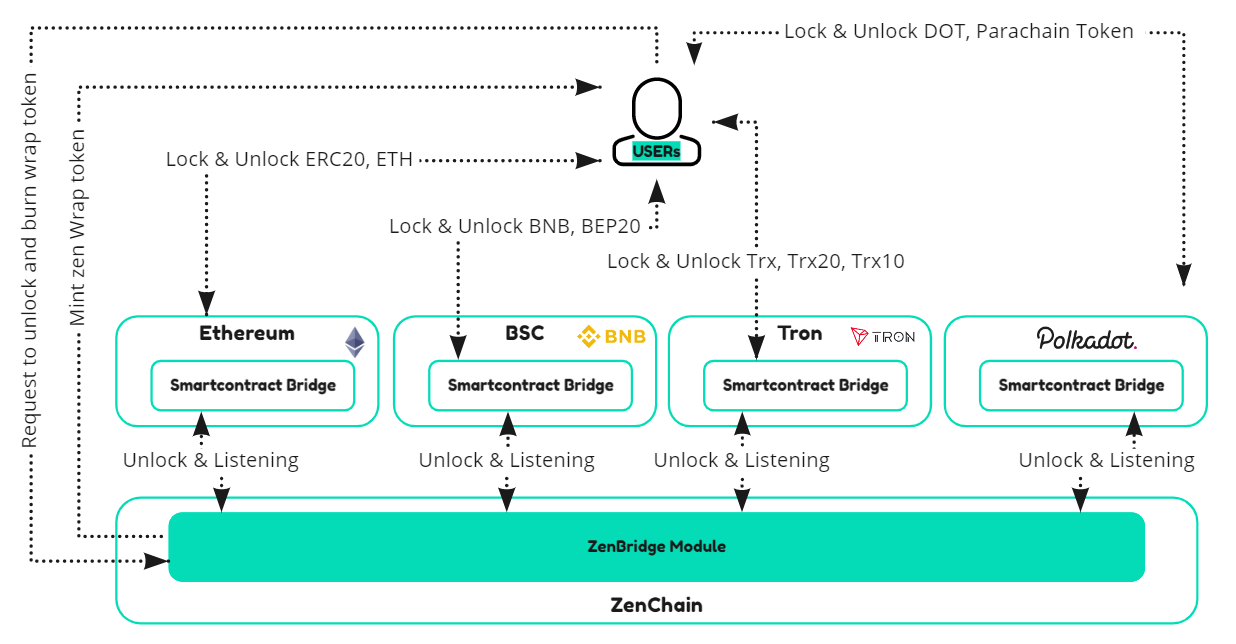 Lock & Unlock DOT, Parachain Token
Request to unlock and burn wrap token
Mint zen Wrap token
USERs
Lock & Unlock ERC20, ETH
Lock & Unlock BNB, BEP20
Lock & Unlock Trx, Trx20, Trx10
Ethereum
BSC
BNB
Tron
TRON
Polkadot.
Smartcontract Bridge
Smartcontract Bridge
Smartcontract Bridge
Smartcontract Bridge
Unlock & Listening
Unlock & Listening
Unlock & Listening
Unlock & Listening
ZenBridge Module
ZenChain